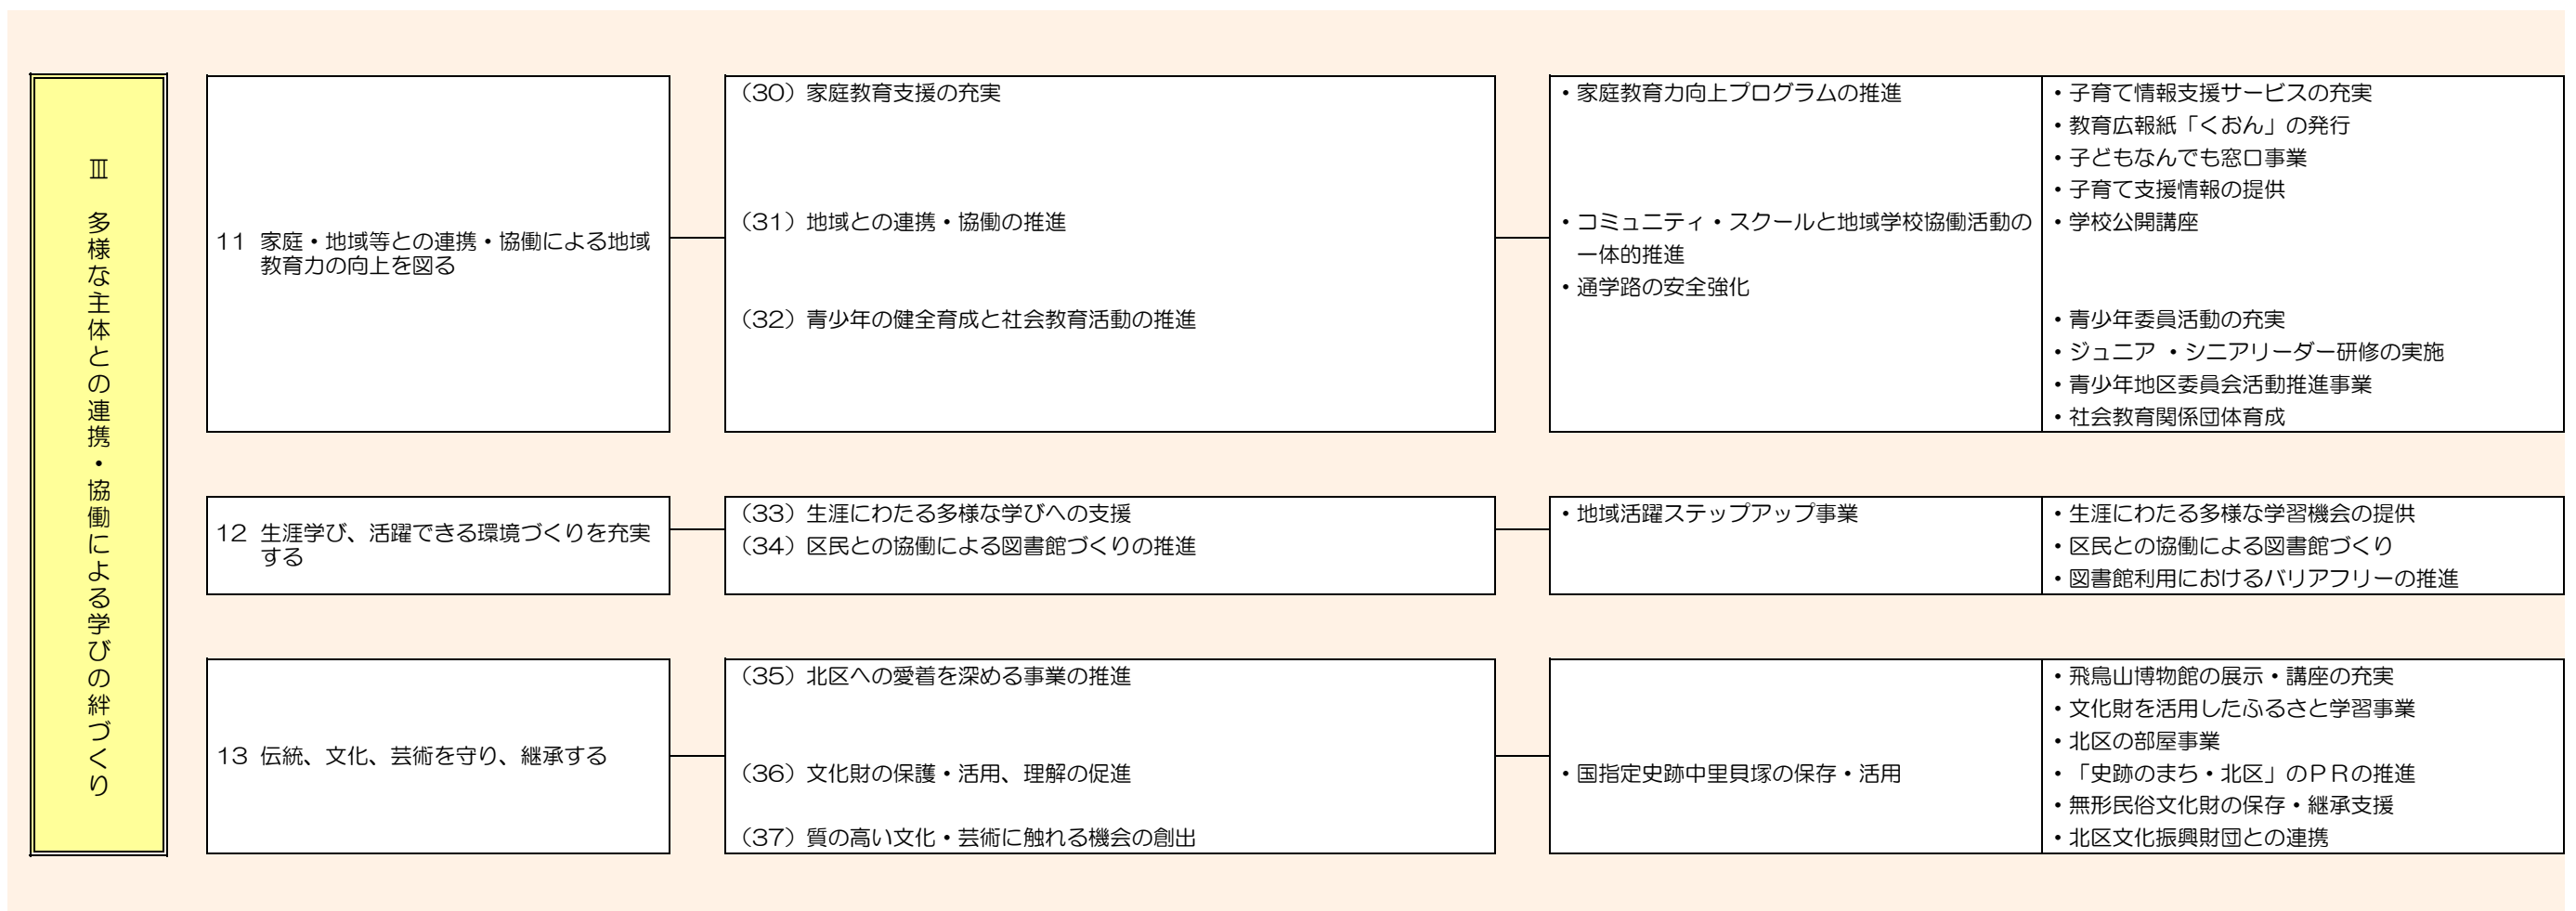 Ⅲ 多様な主体との連携・協働による学びの絆づくり
11 家庭・地域等との連携・協働による地域
教育力の向上を図る
（30）家庭教育支援の充実
（31）地域との連携・協働の推進
（32）青少年の健全育成と社会教育活動の推進
・家庭教育力向上プログラムの推進
・コミュニティ・スクールと地域学校協働活動の
一体的推進
・通学路の安全強化
・子育て情報支援サービスの充実
・教育広報紙「くおん」の発行
・子どもなんでも窓口事業
・子育て支援情報の提供
・学校公開講座
・青少年委員活動の充実
・ジュニア ・シニアリーダー研修の実施
・青少年地区委員会活動推進事業
・社会教育関係団体育成
12 生涯学び、活躍できる環境づくりを充実
する
（33）生涯にわたる多様な学びへの支援
（34）区民との協働による図書館づくりの推進
・地域活躍ステップアップ事業
・生涯にわたる多様な学習機会の提供
・区民との協働による図書館づくり
・図書館利用におけるバリアフリーの推進
13 伝統、文化、芸術を守り、継承する
（35）北区への愛着を深める事業の推進
（36）文化財の保護・活用、理解の促進
（37）質の高い文化・芸術に触れる機会の創出
・国指定史跡中里貝塚の保存・活用
・飛鳥山博物館の展示・講座の充実
・文化財を活用したふるさと学習事業
・北区の部屋事業
・「史跡のまち・北区」のＰＲの推進
・無形民俗文化財の保存・継承支援
・北区文化振興財団との連携